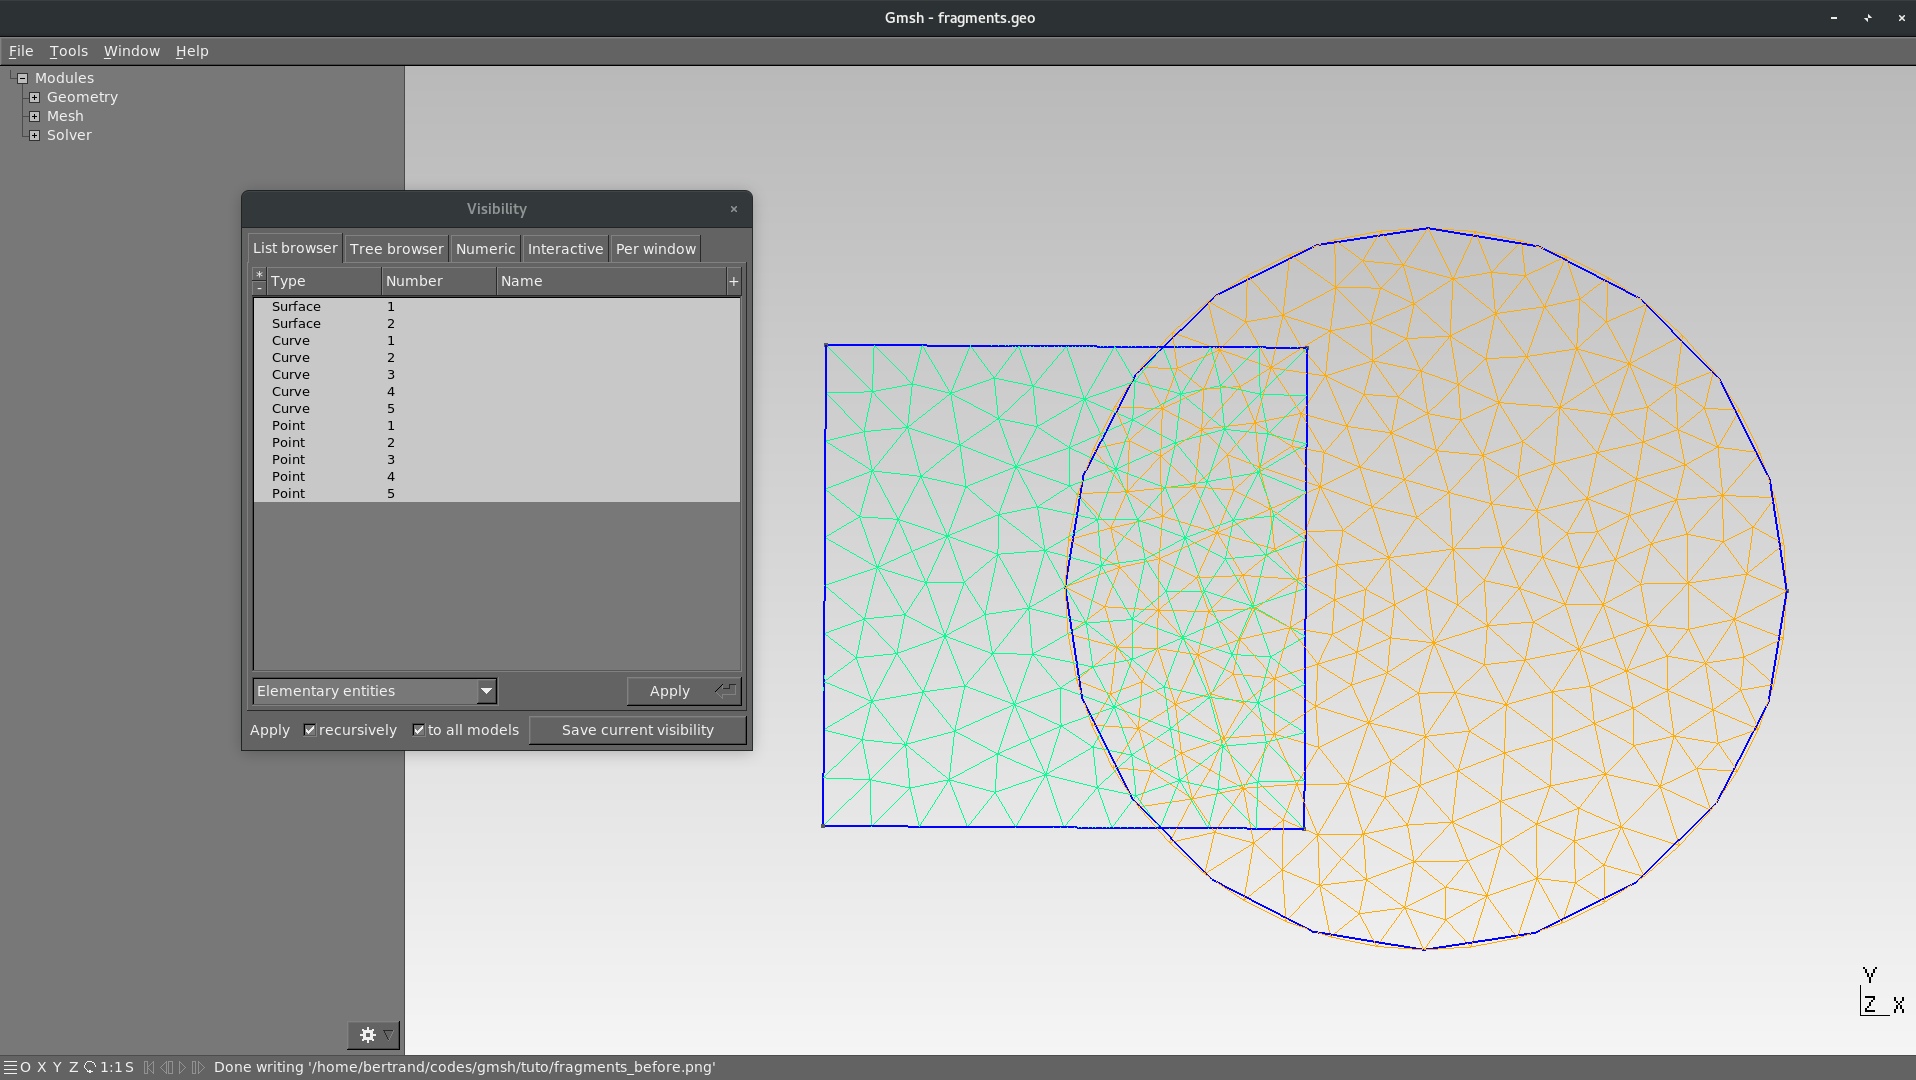 Gmsh - fragments.geo
File Tools Window Help
Modules
Geometry
Mesh
Solver
Visibility
List browser Tree browser Numeric Interactive Per window
* - Type Number Name +
Surface 1
Surface 2
Curve 1
Curve 2
Curve 3
Curve 4
Curve 5
Point 1
Point 2
Point 3
Point 4
Point 5
Elementary entities Apply
Apply recursively to all models Save current visibility
Y
Z X
O X Y Z 1:1 S Done writing '/home/bertrand/codes/gmsh/tuto/fragments_before.png'